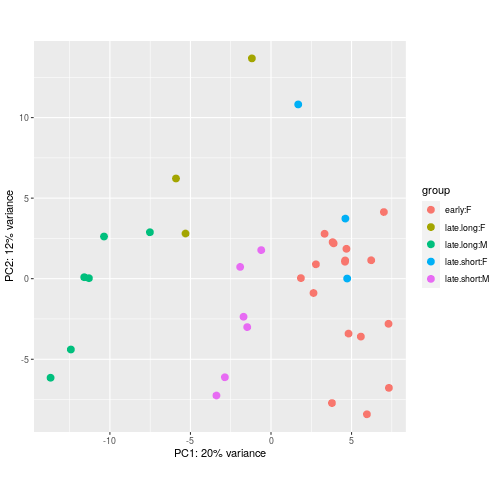 10
5
0
-5
-10
-5
0
5
PC1: 20% variance
PC2: 12% variance
group
early:F
late.long:F
late.long:M
late.short:F
late.short:M